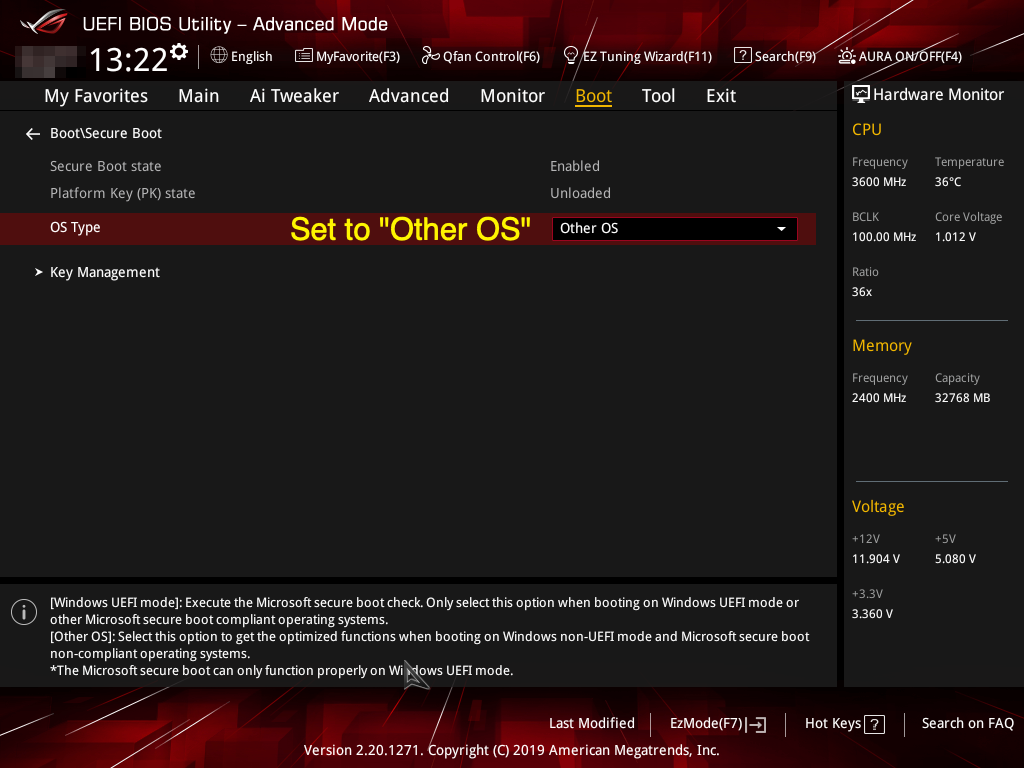 UEFI BIOS Utility – Advanced Mode
13:22 English MyFavorite(F3) Qfan Control(F6) EZ Tuning Wizard(F11) ? Search(F9) AURA ON/OFF(F4)
My Favorites Main Ai Tweaker Advanced Monitor Boot Tool Exit
Boot\Secure Boot
Secure Boot state Enabled
Platform Key (PK) state Unloaded
OS Type Set to "Other OS" Other OS
Key Management
[Windows UEFI mode]: Execute the Microsoft secure boot check. Only select this option when booting on Windows UEFI mode or
other Microsoft secure boot compliant operating systems.
[Other OS]: Select this option to get the optimized functions when booting on Windows non-UEFI mode and Microsoft secure boot
non-compliant operating systems.
*The Microsoft secure boot can only function properly on Windows UEFI mode.
Hardware Monitor
CPU
Frequency Temperature
3600 MHz 36°C
BCLK Core Voltage
100.00 MHz 1.012 V
Ratio
36x
Memory
Frequency Capacity
2400 MHz 32768 MB
Voltage
+12V +5V
11.904 V 5.080 V
+3.3V
3.360 V
Last Modified EzMode(F7) Hot Keys ? Search on FAQ
Version 2.20.1271. Copyright (C) 2019 American Megatrends, Inc.